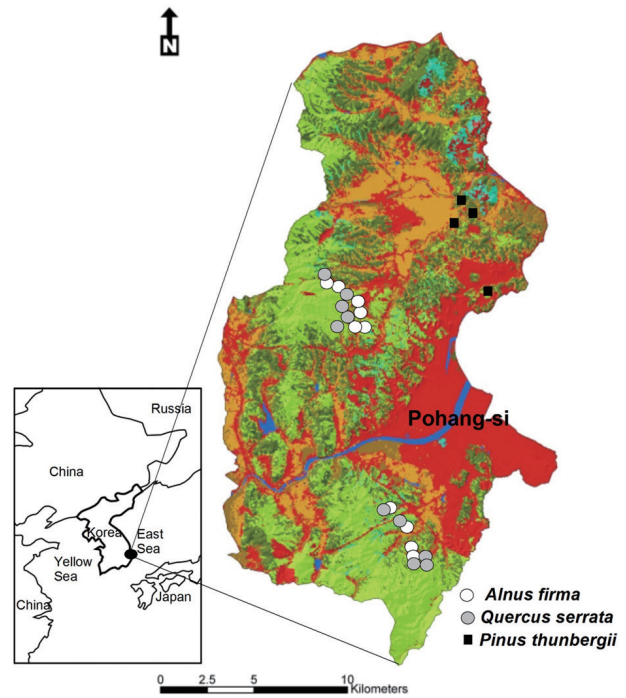 N
Pohang-si
Russia
China
Korea
East
Sea
Yellow
Sea
China
Japan
Alnus firma
Quercus serrata
Pinus thunbergii
0 2.5 5 10
Kilometers